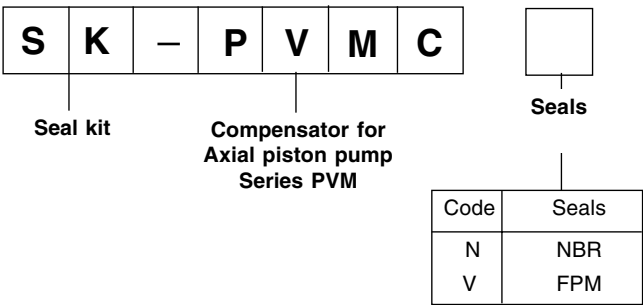 S K – P V M C
Seal kit
Compensator for
Axial piston pump
Series PVM
Seals
Code Seals
N NBR
V FPM